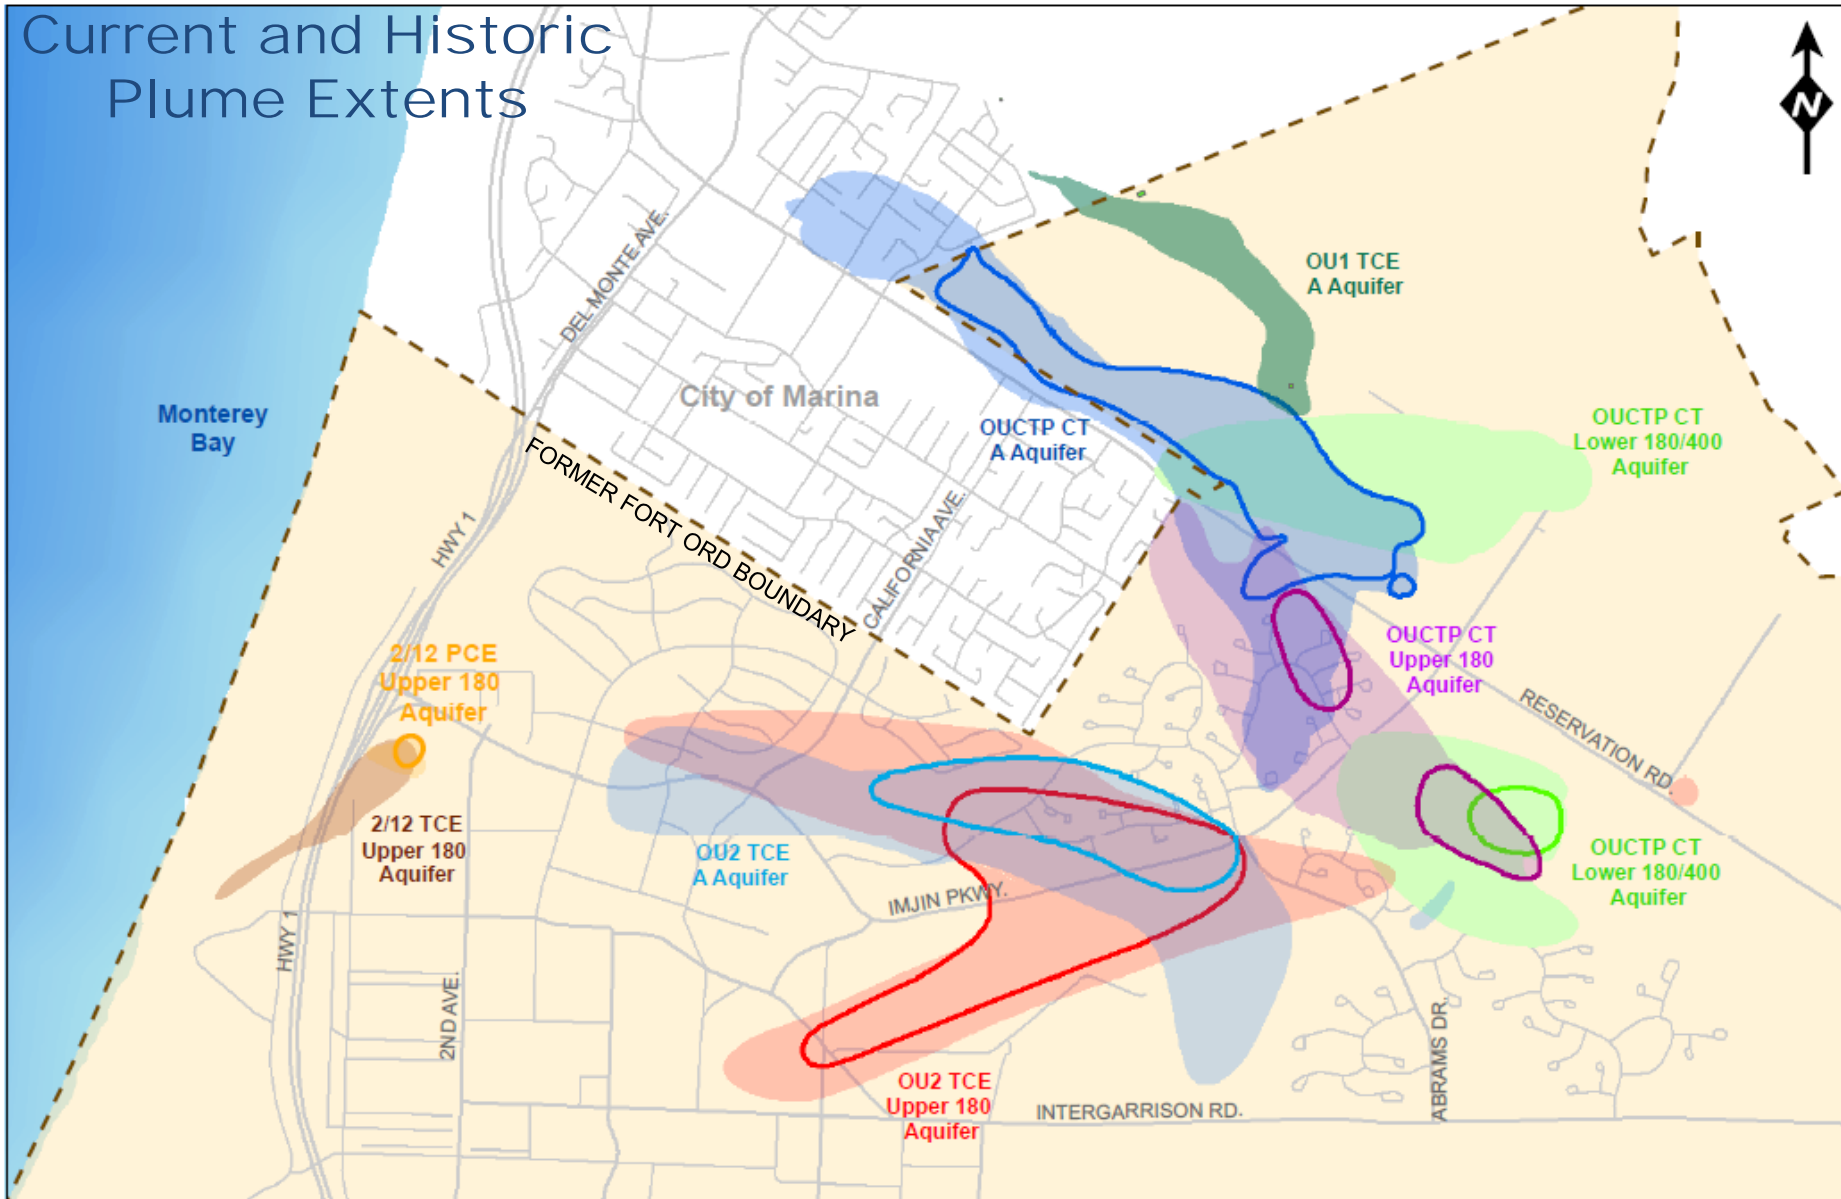 Current and Historic
Plume Extents
N
DEL MONTE AVE.
OU1 TCE
A Aquifer
City of Marina
Monterey
Bay
OUCTP CT
A Aquifer
OUCTP CT
Lower 180/400
Aquifer
FORMER FORT ORD BOUNDARY
HWY 1
CALIFORNIA AVE.
2/12 PCE
Upper 180
Aquifer
OUCTP CT
Upper 180
Aquifer
RESERVATION RD.
2/12 TCE
Upper 180
Aquifer
OU2 TCE
A Aquifer
OUCTP CT
Lower 180/400
Aquifer
IMJIN PKWY.
HWY 1
2ND AVE.
ABRAMS DR.
OU2 TCE
Upper 180
Aquifer
INTERGARRISON RD.